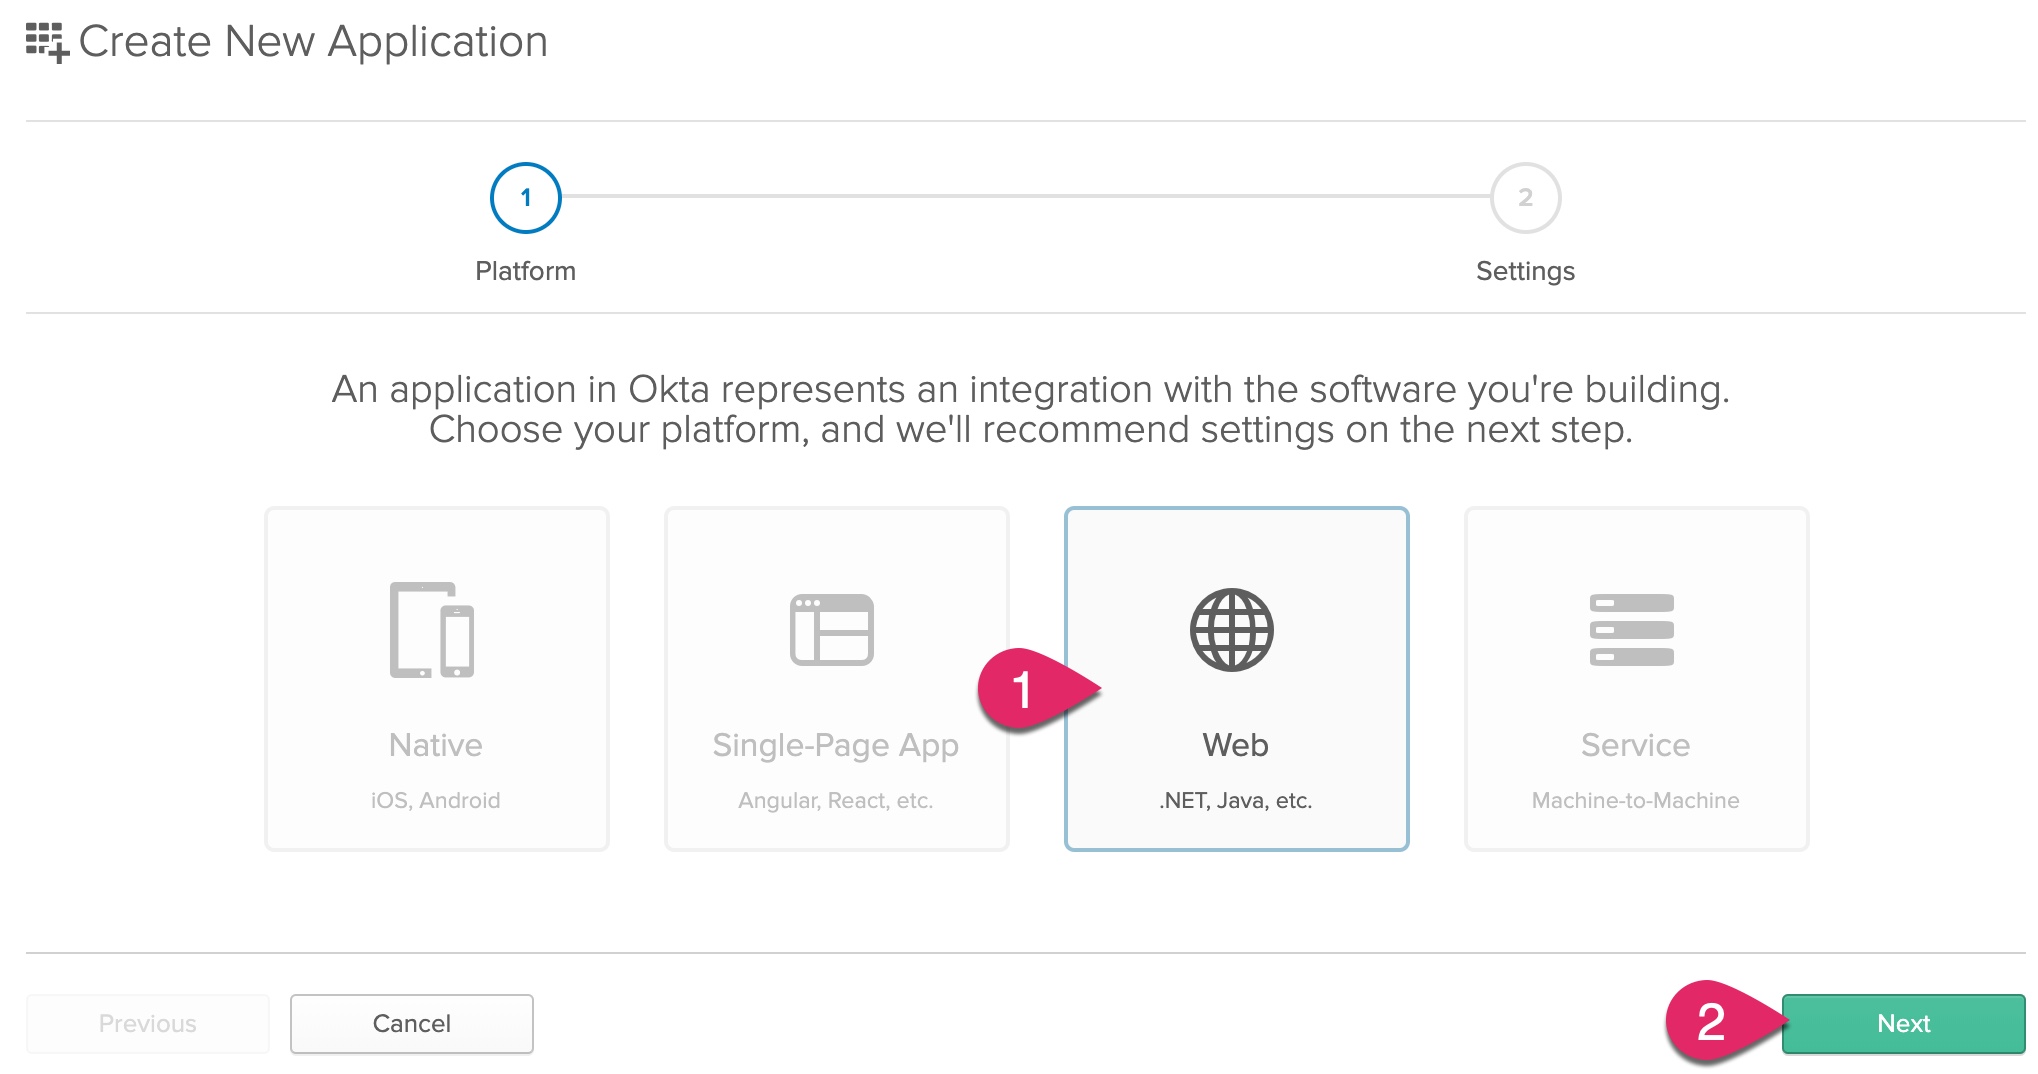 Create New Application
1
2
Platform
Settings
An application in Okta represents an integration with the software you're building.
Choose your platform, and we'll recommend settings on the next step.
1
Native
Single-Page App
Web
Service
iOS, Android
Angular, React, etc.
.NET, Java, etc.
Machine-to-Machine
Previous
Cancel
2
Next